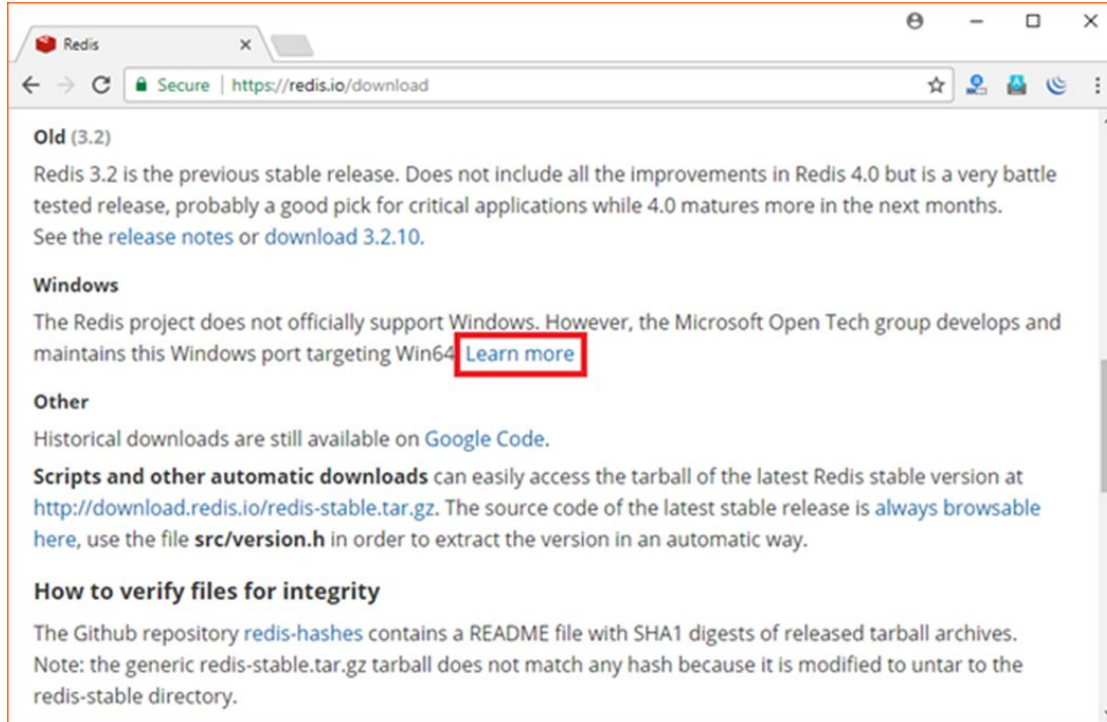 Redis
Secure | https://redis.io/download
Old (3.2)
Redis 3.2 is the previous stable release. Does not include all the improvements in Redis 4.0 but is a very battle
tested release, probably a good pick for critical applications while 4.0 matures more in the next months.
See the release notes or download 3.2.10.
Windows
The Redis project does not officially support Windows. However, the Microsoft Open Tech group develops and
maintains this Windows port targeting Win64 Learn more
Other
Historical downloads are still available on Google Code.
Scripts and other automatic downloads can easily access the tarball of the latest Redis stable version at
http://download.redis.io/redis-stable.tar.gz. The source code of the latest stable release is always browsable
here, use the file src/version.h in order to extract the version in an automatic way.
How to verify files for integrity
The Github repository redis-hashes contains a README file with SHA1 digests of released tarball archives.
Note: the generic redis-stable.tar.gz tarball does not match any hash because it is modified to untar to the
redis-stable directory.